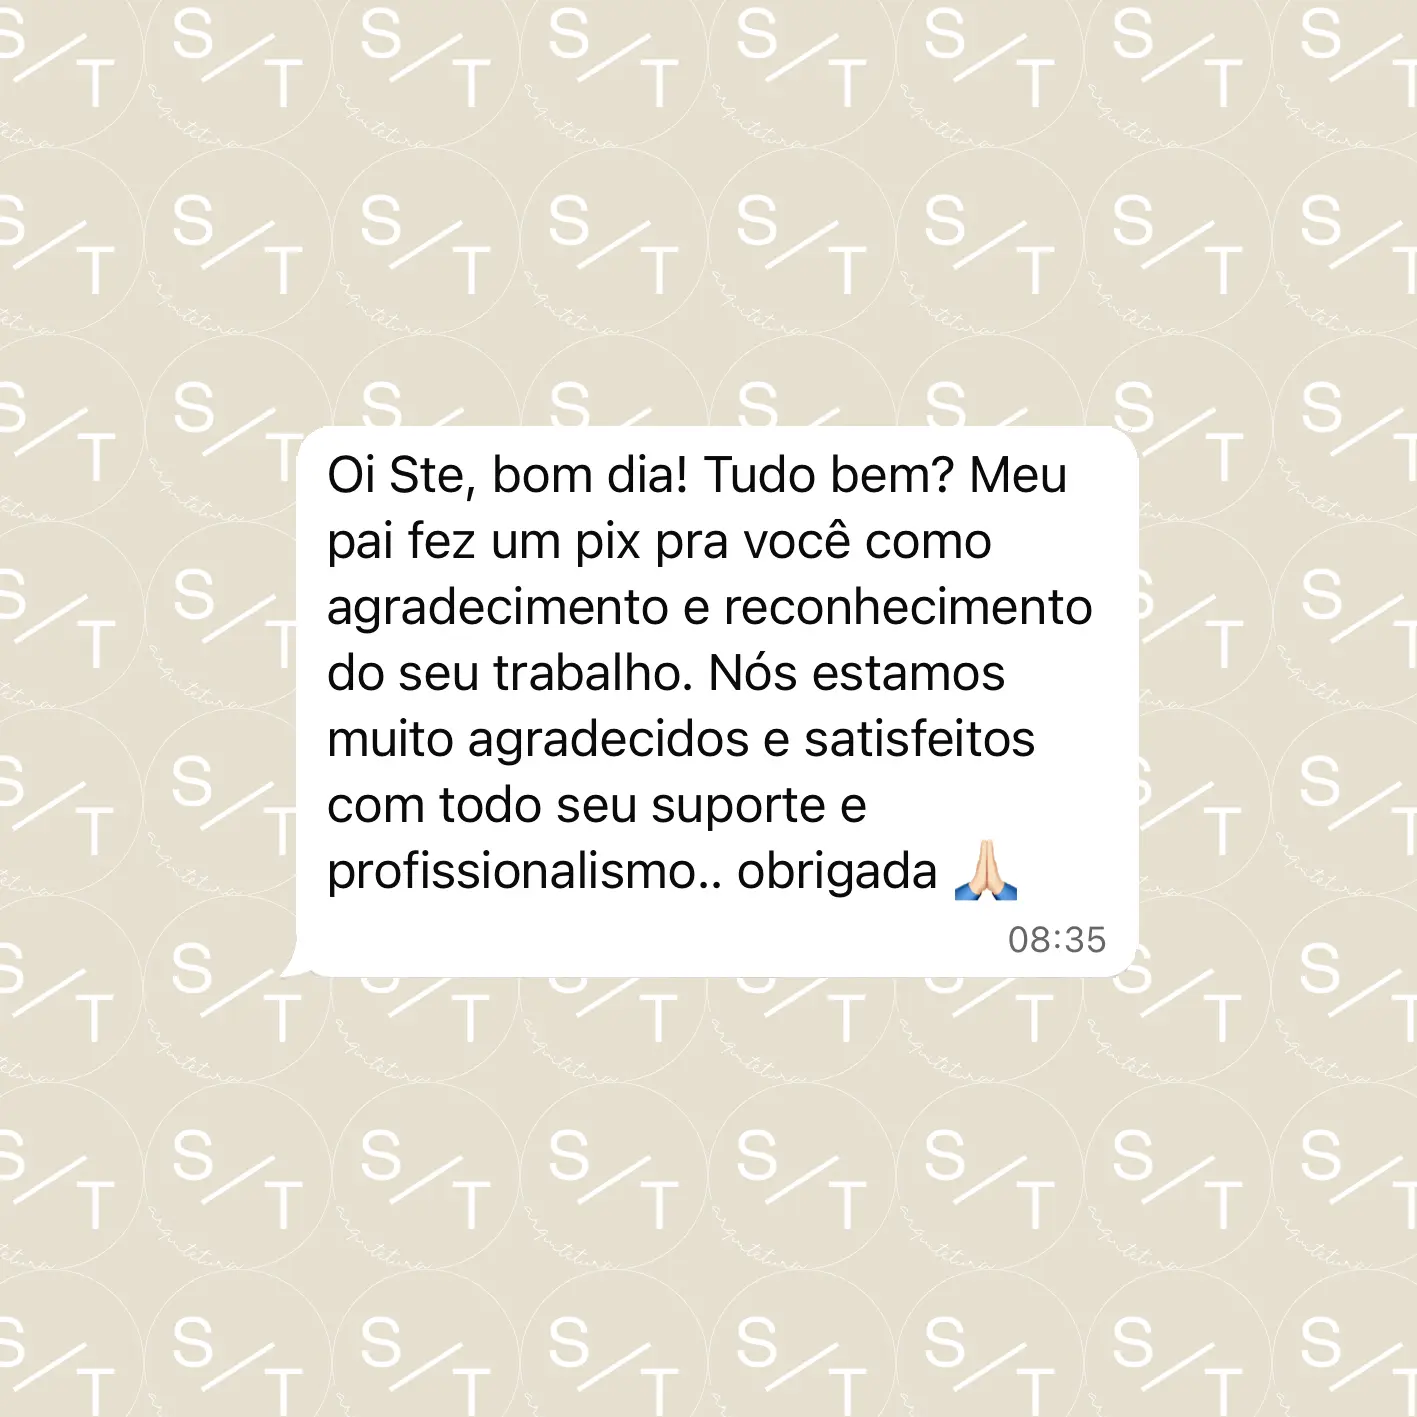 Oi Ste, bom dia! Tudo bem? Meu
pai fez um pix pra você como
agradecimento e reconhecimento
do seu trabalho. Nós estamos
muito agradecidos e satisfeitos
com todo seu suporte e
profissionalismo.. obrigada 🙏🏻
08:35
S/T
arquitetura